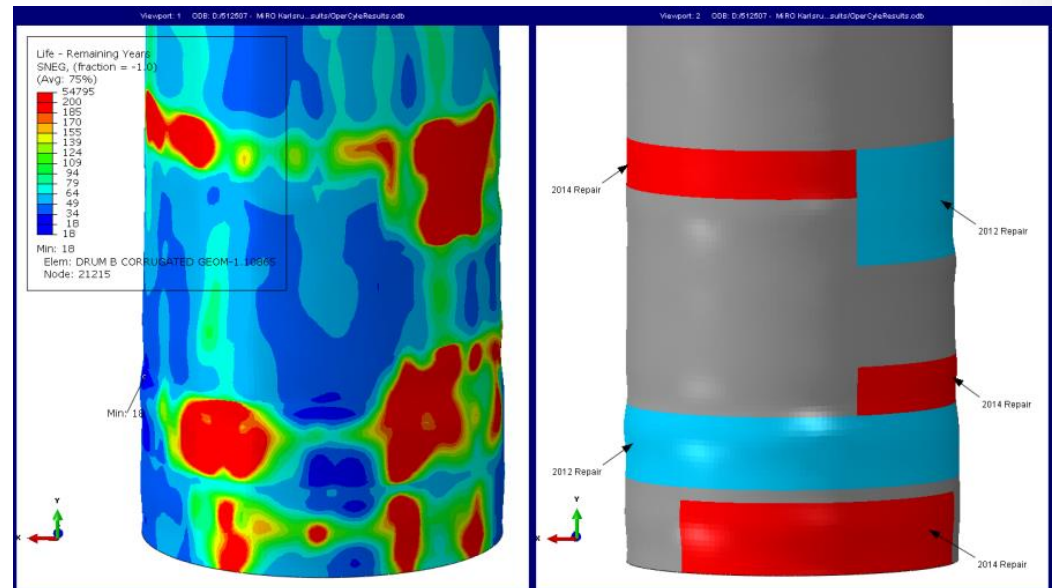 Viewport: 1 ODB: D:/512507 - MiRO Karlsru...sults/OperCyleResults.odb
Life - Remaining Years
SNEG, (fraction = -1.0)
(Avg: 75%)
54795
200
185
170
155
139
124
109
94
79
64
49
34
18
18
Min: 18
Elem: DRUM B CORRUGATED GEOM-1.10865
Node: 21215
Min: 18
Y
X
Viewport: 2 ODB: D:/512507 - MiRO Karlsru...sults/OperCyleResults.odb
2014 Repair
2012 Repair
2014 Repair
2012 Repair
2014 Repair
Y
X